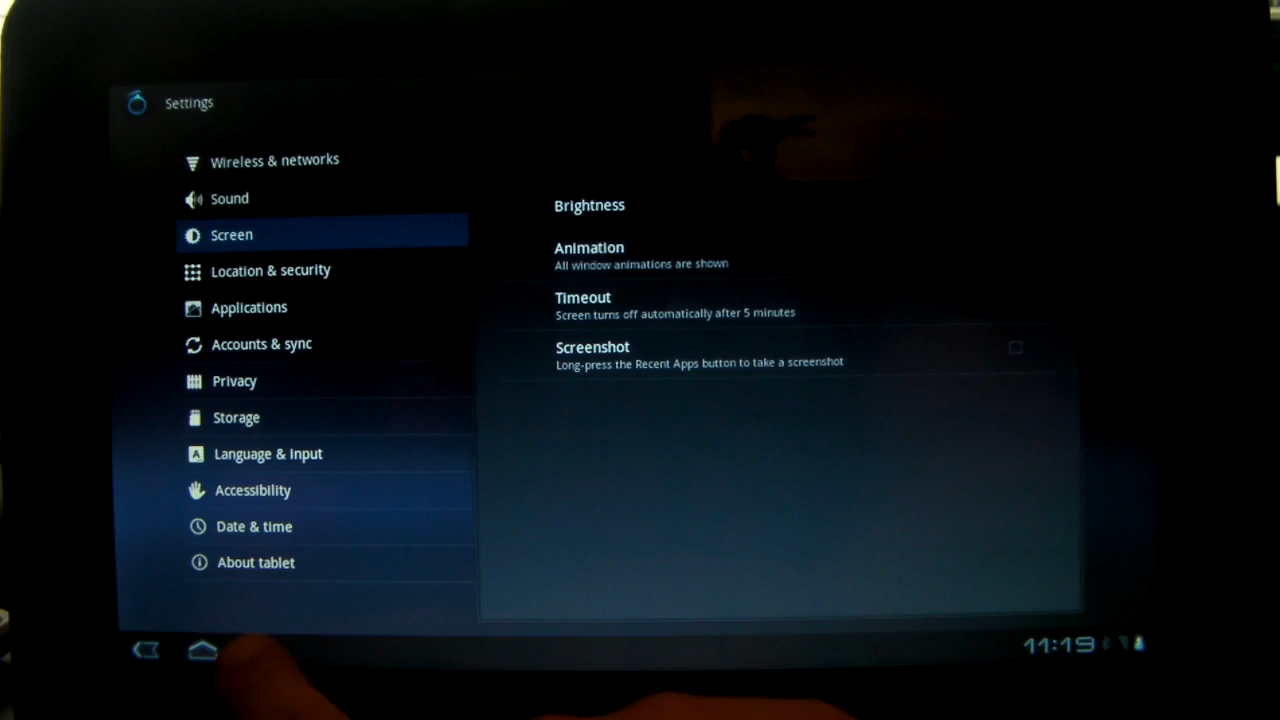 Settings
Wireless & networks
Sound
Screen
Location & security
Applications
Accounts & sync
Privacy
Storage
Language & input
Accessibility
Date & time
About tablet
Brightness
Animation
All window animations are shown
Timeout
Screen turns off automatically after 5 minutes
Screenshot
Long-press the Recent Apps button to take a screenshot
11:19